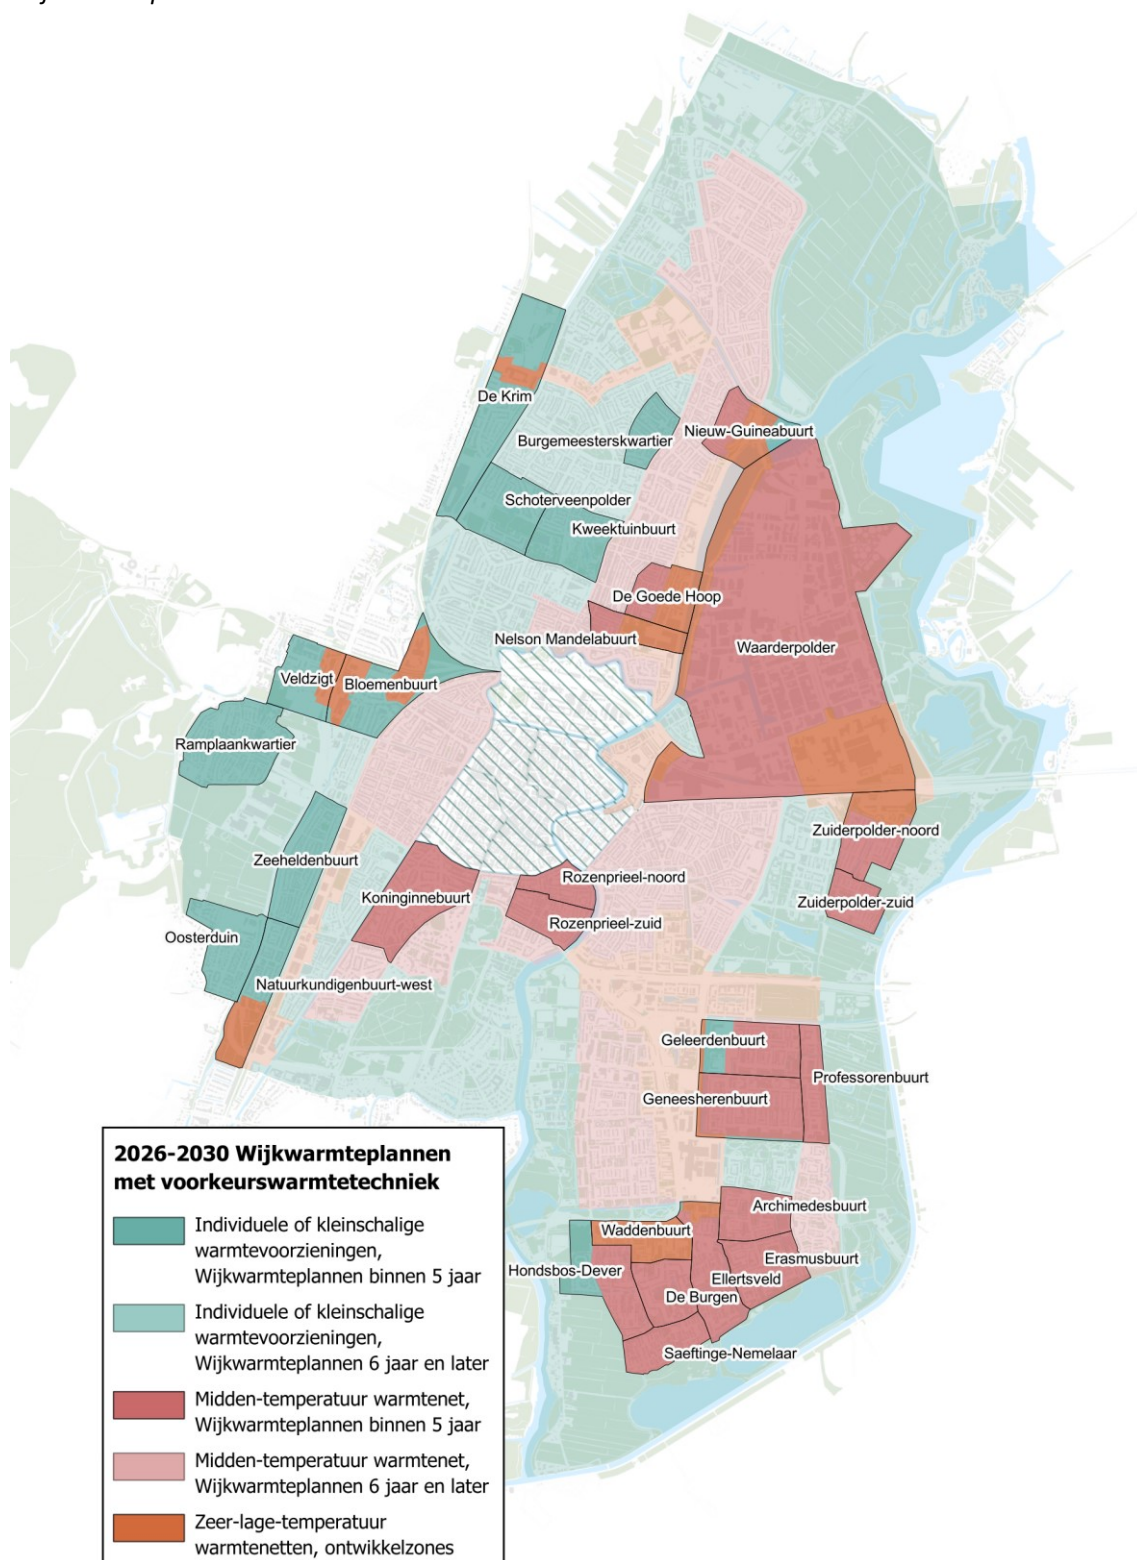 De Krim
Burgemeesterskwartier
Nieuw-Guineabuurt
Schoterveenpolder
Kweektuinbuurt
De Goede Hoop
Nelson Mandelabuurt
Waarderpolder
Veldzigt
Bloemenbuurt
Ramplaankwartier
Zuiderpolder-noord
Zeeheldenbuurt
Rozenprieel-noord
Koninginnebuurt
Zuiderpolder-zuid
Rozenprieel-zuid
Oosterduin
Natuurkundigenbuurt-west
Geleerdenbuurt
Professorenbuurt
Geneesherenbuurt
Archimedesbuurt
Waddenbuurt
Erasmusbuurt
Hondsbos-Dever
Ellertsveld
De Burgen
Saeftinge-Nemelaar
2026-2030 Wijkwarmteplannen
met voorkeurswarmtetechniek
Individuele of kleinschalige
warmtevoorzieningen,
Wijkwarmteplannen binnen 5 jaar
Individuele of kleinschalige
warmtevoorzieningen,
Wijkwarmteplannen 6 jaar en later
Midden-temperatuur warmtenet,
Wijkwarmteplannen binnen 5 jaar
Midden-temperatuur warmtenet,
Wijkwarmteplannen 6 jaar en later
Zeer-lage-temperatuur
warmtenetten, ontwikkelzones